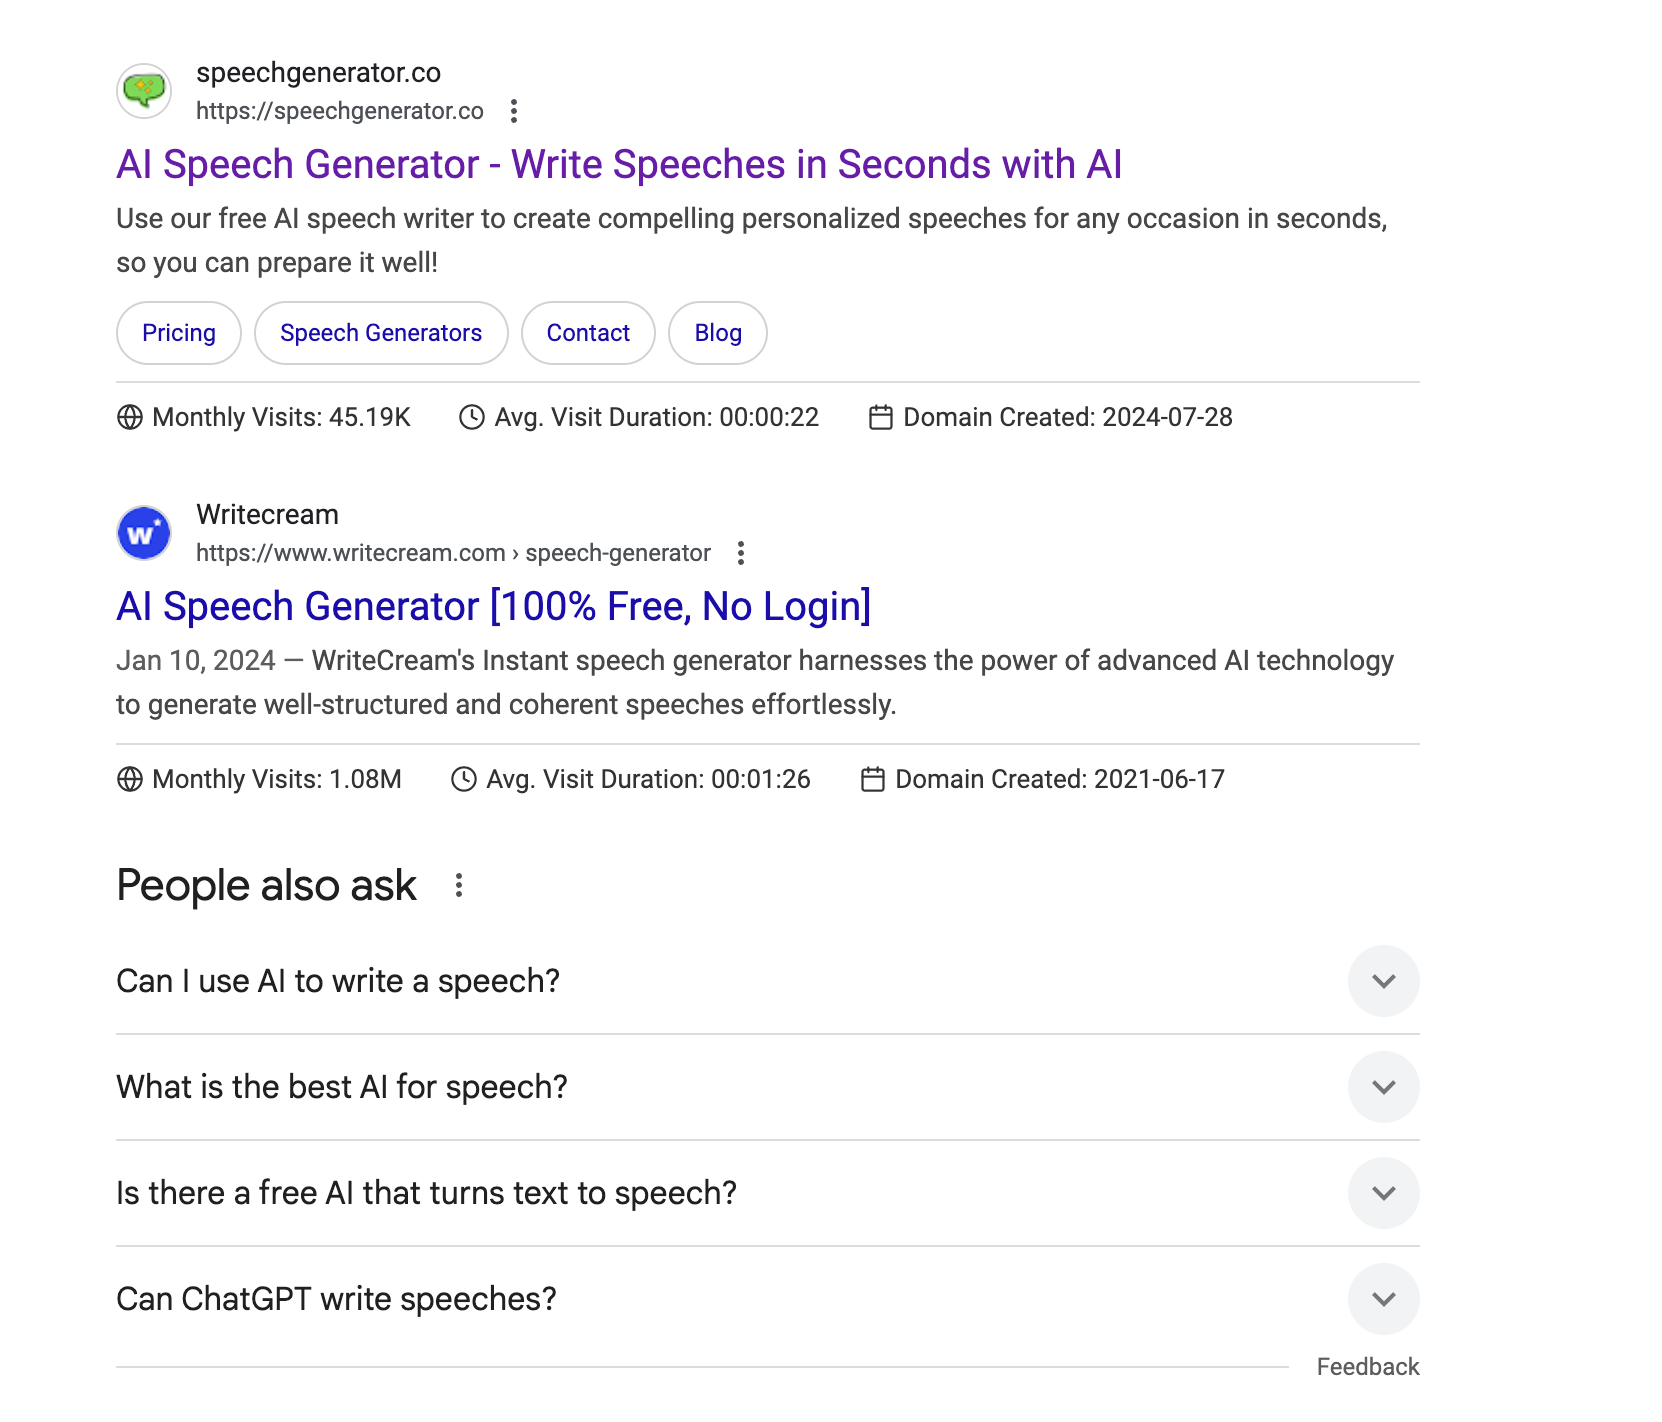 speechgenerator.co
https://speechgenerator.co
AI Speech Generator - Write Speeches in Seconds with AI
Use our free AI speech writer to create compelling personalized speeches for any occasion in seconds,
so you can prepare it well!
Pricing
Speech Generators
Contact
Blog
Monthly Visits: 45.19K
Avg. Visit Duration: 00:00:22
Domain Created: 2024-07-28
w
Writecream
https://www.writecream.com › speech-generator
AI Speech Generator [100% Free, No Login]
Jan 10, 2024 — WriteCream's Instant speech generator harnesses the power of advanced AI technology
to generate well-structured and coherent speeches effortlessly.
Monthly Visits: 1.08M
Avg. Visit Duration: 00:01:26
Domain Created: 2021-06-17
People also ask
Can I use AI to write a speech?
What is the best AI for speech?
Is there a free AI that turns text to speech?
Can ChatGPT write speeches?
Feedback